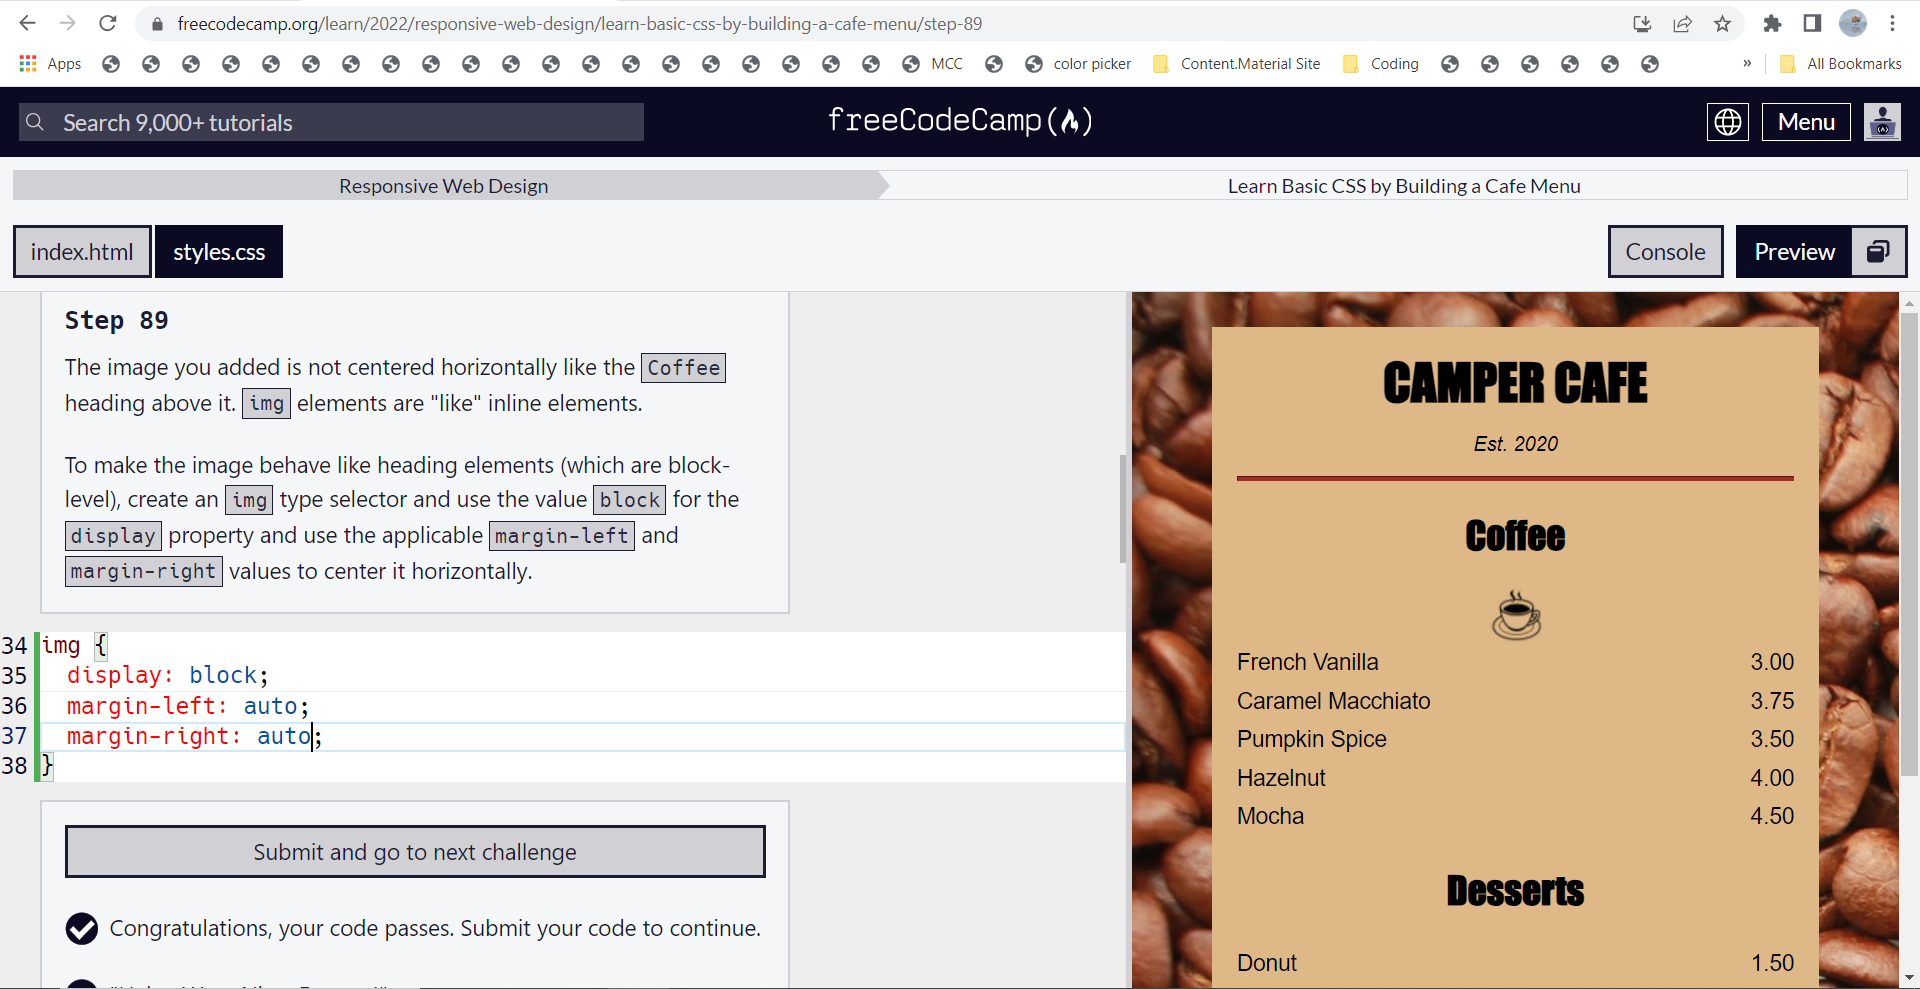 freecodecamp.org/learn/2022/responsive-web-design/learn-basic-css-by-building-a-cafe-menu/step-89
Apps MCC color picker Content.Material Site Coding » All Bookmarks
Search 9,000+ tutorials freeCodeCamp Menu
Responsive Web Design Learn Basic CSS by Building a Cafe Menu
index.html styles.css Console Preview
Step 89
The image you added is not centered horizontally like the Coffee
heading above it. img elements are "like" inline elements.
To make the image behave like heading elements (which are block-
level), create an img type selector and use the value block for the
display property and use the applicable margin-left and
margin-right values to center it horizontally.
34 img {
35 display: block;
36 margin-left: auto;
37 margin-right: auto;
38 }
Submit and go to next challenge
Congratulations, your code passes. Submit your code to continue.
CAMPER CAFE
Est. 2020
Coffee
French Vanilla 3.00
Caramel Macchiato 3.75
Pumpkin Spice 3.50
Hazelnut 4.00
Mocha 4.50
Desserts
Donut 1.50